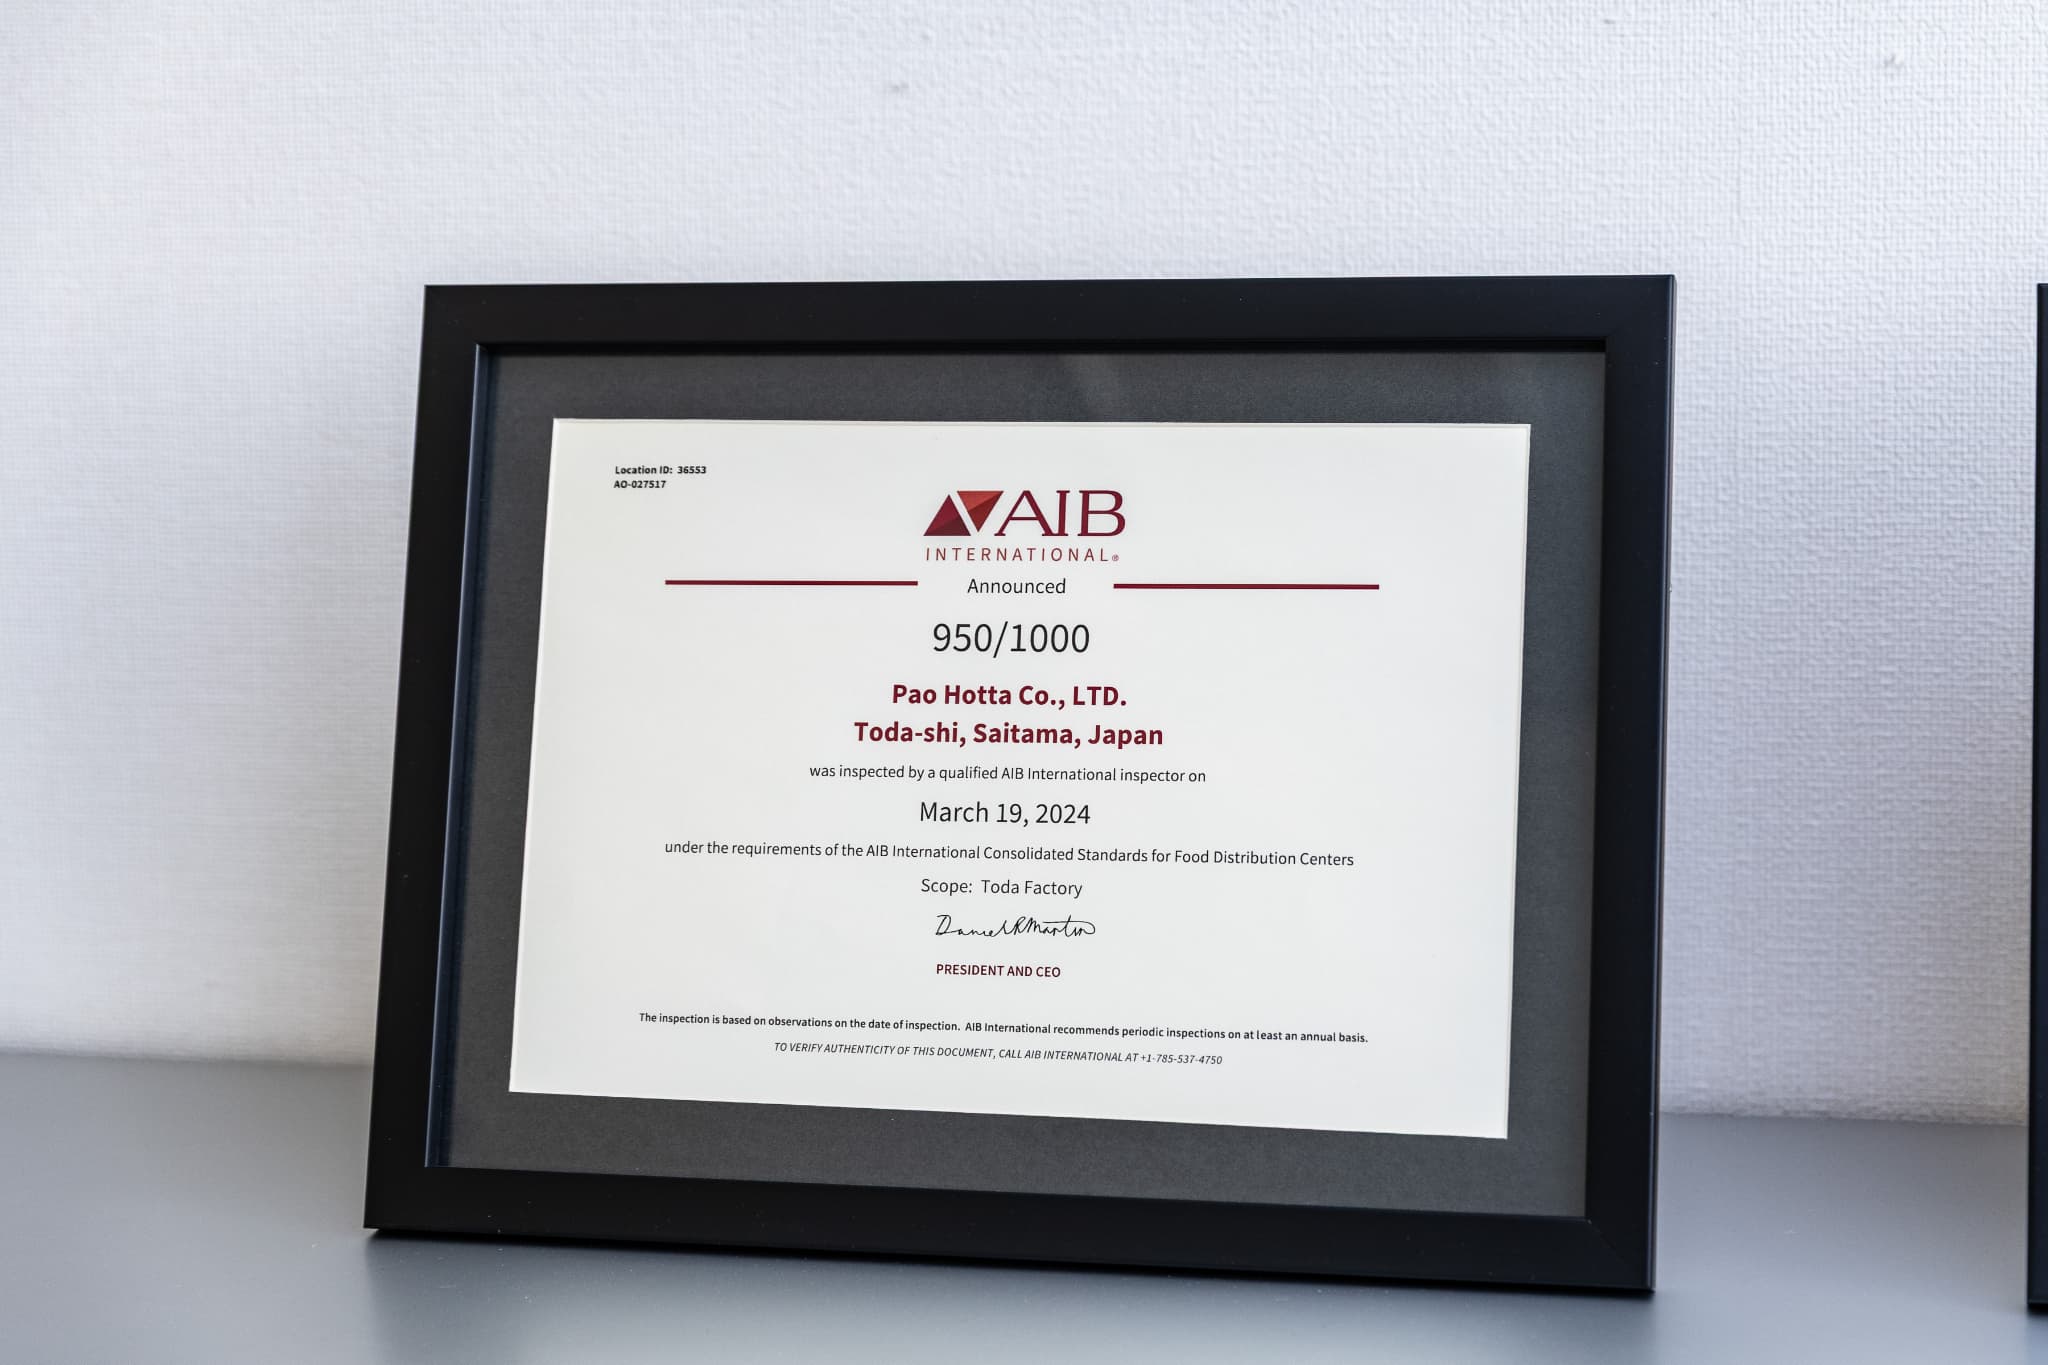 Location ID: 36553
AO-027517
AIB
INTERNATIONAL®
Announced
950/1000
Pao Hotta Co., LTD.
Toda-shi, Saitama, Japan
was inspected by a qualified AIB International inspector on
March 19, 2024
under the requirements of the AIB International Consolidated Standards for Food Distribution Centers
Scope: Toda Factory
Daniel R Martin
PRESIDENT AND CEO
The inspection is based on observations on the date of inspection. AIB International recommends periodic inspections on at least an annual basis.
TO VERIFY AUTHENTICITY OF THIS DOCUMENT, CALL AIB INTERNATIONAL AT +1-785-537-4750